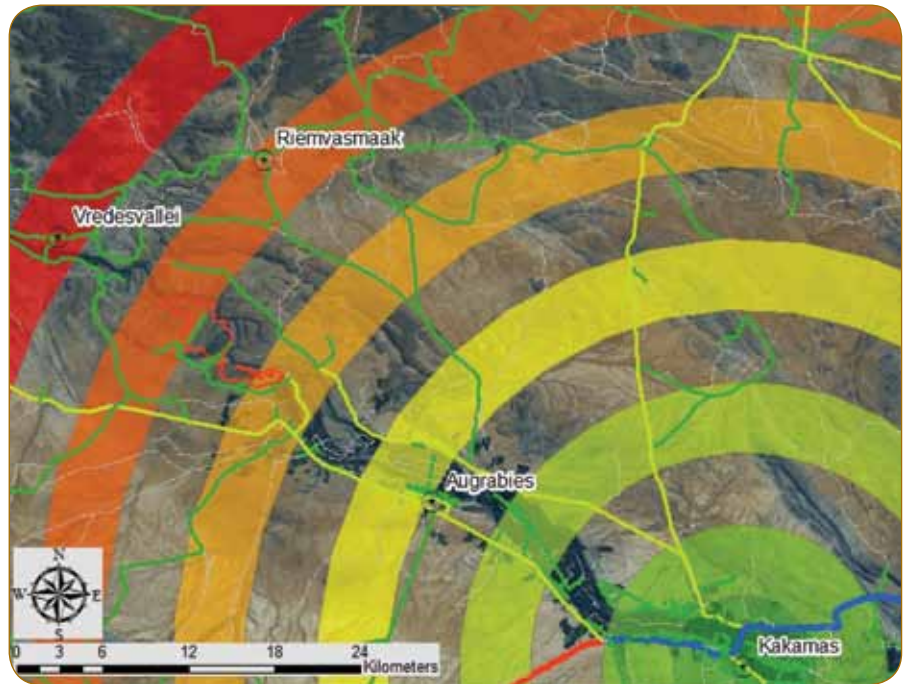 Riemvasmaak
Vredesvallei
Augrabies
N
W E
S
0 3 6 12 18 24
Kilometers
Kakamas